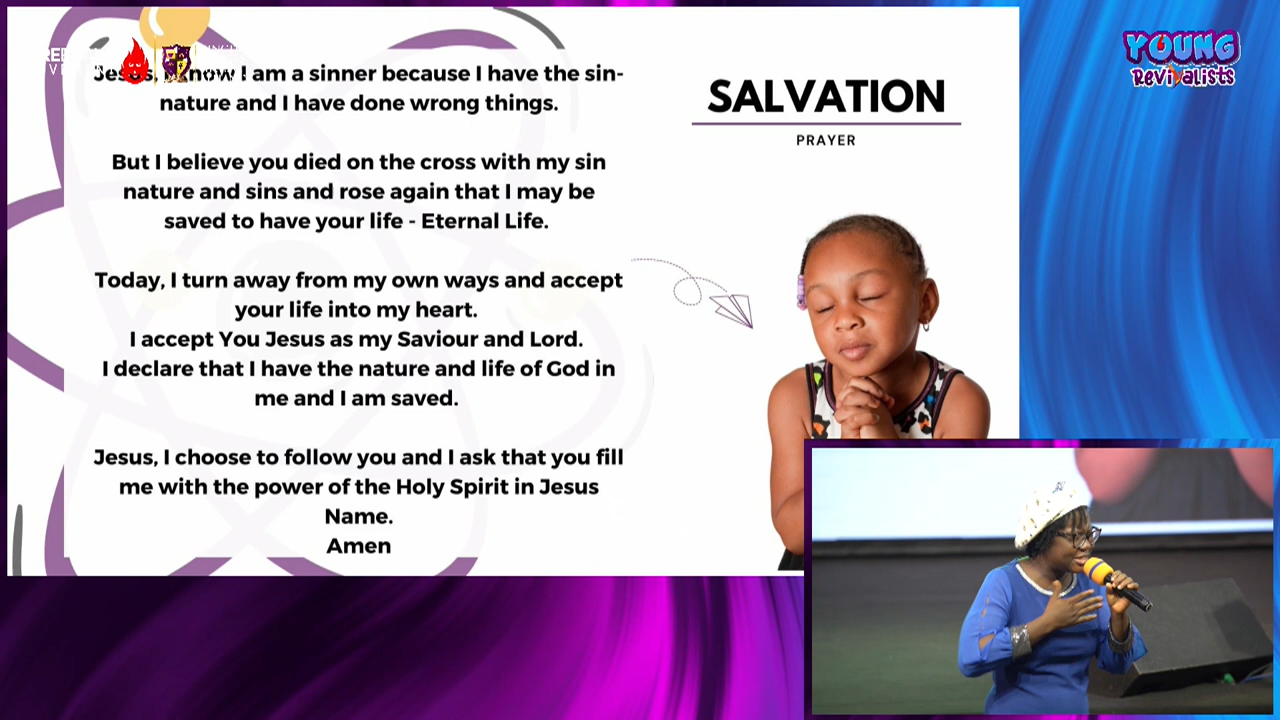 Jesus, I know I am a sinner because I have the sin-
nature and I have done wrong things.
But I believe you died on the cross with my sin
nature and sins and rose again that I may be
saved to have your life - Eternal Life.
Today, I turn away from my own ways and accept
your life into my heart.
I accept You Jesus as my Saviour and Lord.
I declare that I have the nature and life of God in
me and I am saved.
Jesus, I choose to follow you and I ask that you fill
me with the power of the Holy Spirit in Jesus
Name.
Amen
SALVATION
PRAYER
YOUNG
Revivalists